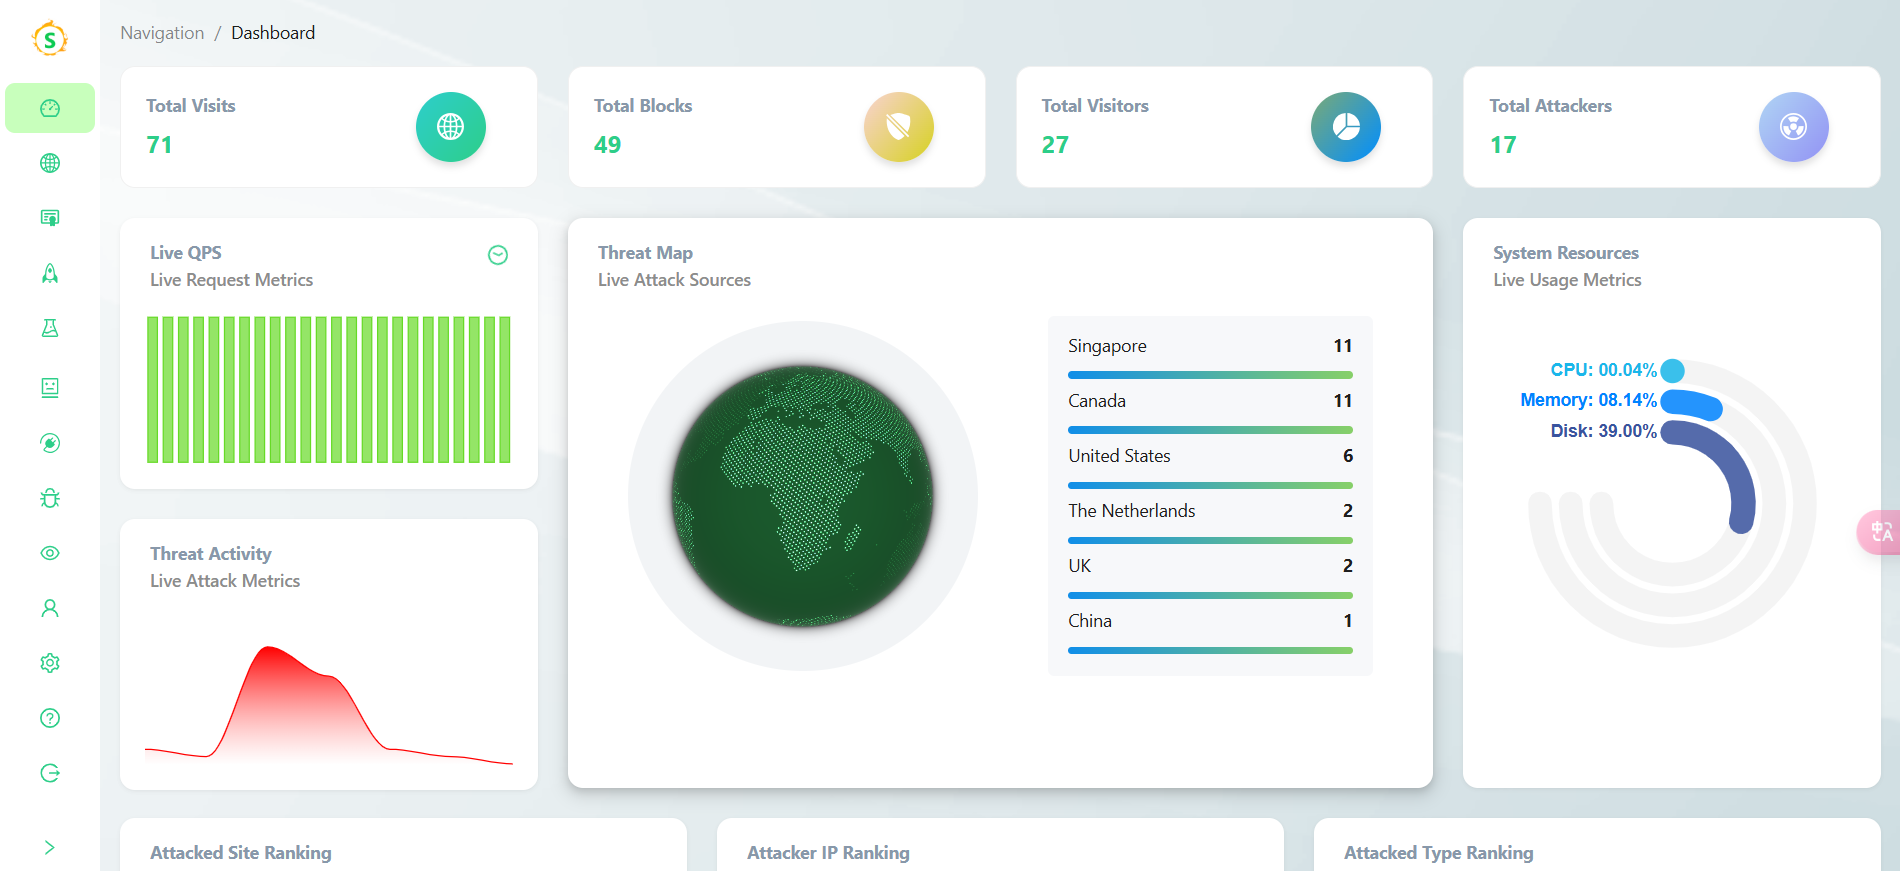 S
Navigation / Dashboard
Total Visits
71
Total Blocks
49
Total Visitors
27
Total Attackers
17
Live QPS
Live Request Metrics
Threat Map
Live Attack Sources
Singapore 11
Canada 11
United States 6
The Netherlands 2
UK 2
China 1
System Resources
Live Usage Metrics
CPU: 00.04%
Memory: 08.14%
Disk: 39.00%
中
A
Threat Activity
Live Attack Metrics
Attacked Site Ranking
Attacker IP Ranking
Attacked Type Ranking